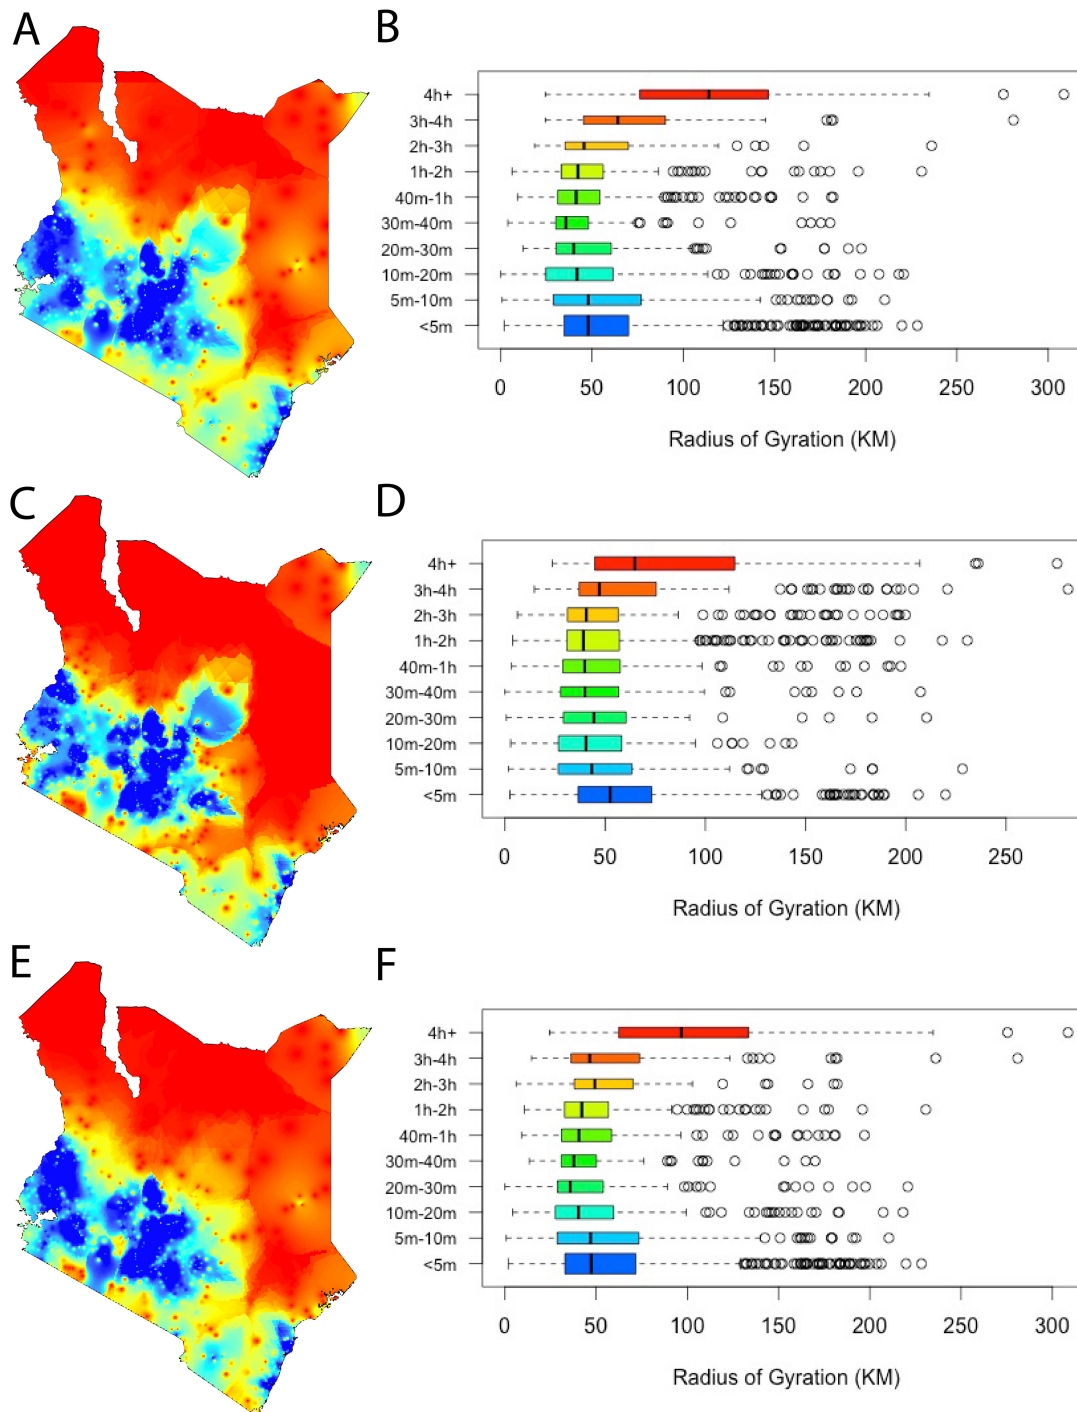 A
B
4h+
3h-4h
2h-3h
1h-2h
40m-1h
30m-40m
20m-30m
10m-20m
5m-10m
<5m
0 50 100 150 200 250 300
Radius of Gyration (KM)
C
D
4h+
3h-4h
2h-3h
1h-2h
40m-1h
30m-40m
20m-30m
10m-20m
5m-10m
<5m
0 50 100 150 200 250
Radius of Gyration (KM)
E
F
4h+
3h-4h
2h-3h
1h-2h
40m-1h
30m-40m
20m-30m
10m-20m
5m-10m
<5m
0 50 100 150 200 250 300
Radius of Gyration (KM)